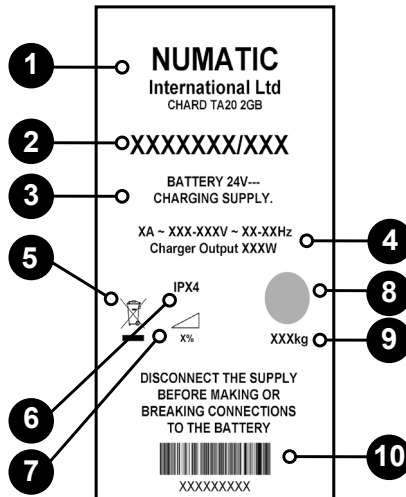 1
NUMATIC
International Ltd
CHARD TA20 2GB
2
XXXXXXX/XXX
3
BATTERY 24V---
CHARGING SUPPLY.
XA ~ XXX-XXXV ~ XX-XXHz
4
Charger Output XXXW
5
IPX4
8
X%
XXXkg
9
6
DISCONNECT THE SUPPLY
BEFORE MAKING OR
BREAKING CONNECTIONS
TO THE BATTERY
7
10
XXXXXXXXX